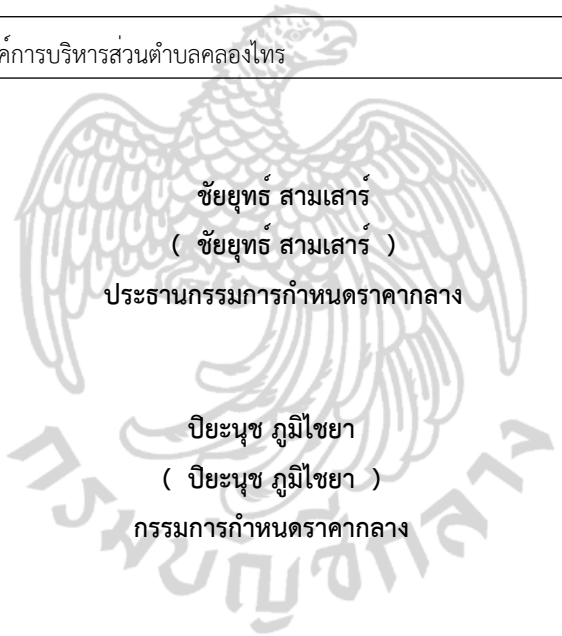 ค์การบริหารส่วนตำบลคลองไทร
ชัยยุทธ์ สามเสาร์
( ชัยยุทธ์ สามเสาร์ )
ประธานกรรมการกำหนดราคากลาง
ปิยะนุช ภูมิไชยา
( ปิยะนุช ภูมิไชยา )
กรรมการกำหนดราคากลาง
กรมบัญชีกลาง